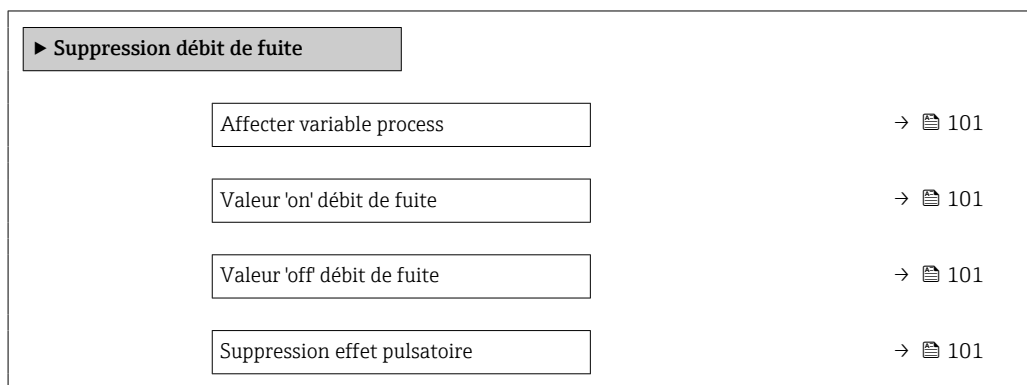 ▶ Suppression débit de fuite
Affecter variable process → 101
Valeur 'on' débit de fuite → 101
Valeur 'off' débit de fuite → 101
Suppression effet pulsatoire → 101